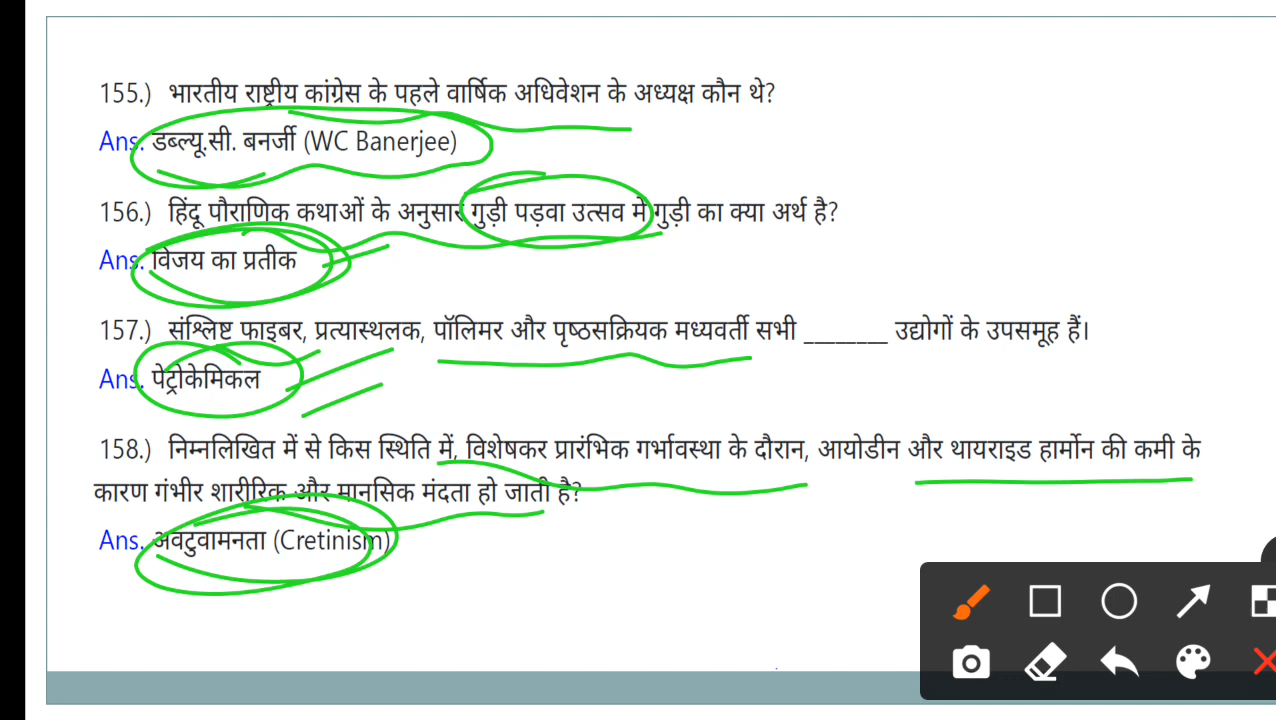 155.) भारतीय राष्ट्रीय कांग्रेस के पहले वार्षिक अधिवेशन के अध्यक्ष कौन थे?
Ans. डब्ल्यू.सी. बनर्जी (WC Banerjee)
156.) हिंदू पौराणिक कथाओं के अनुसार गुड़ी पड़वा उत्सव में गुड़ी का क्या अर्थ है?
Ans. विजय का प्रतीक
157.) संश्लिष्ट फाइबर, प्रत्यास्थलक, पॉलिमर और पृष्ठसक्रियक मध्यवर्ती सभी ________ उद्योगों के उपसमूह हैं।
Ans. पेट्रोकेमिकल
158.) निम्नलिखित में से किस स्थिति में, विशेषकर प्रारंभिक गर्भावस्था के दौरान, आयोडीन और थायराइड हार्मोन की कमी के
कारण गंभीर शारीरिक और मानसिक मंदता हो जाती है?
Ans. अवटुवामनता (Cretinism)